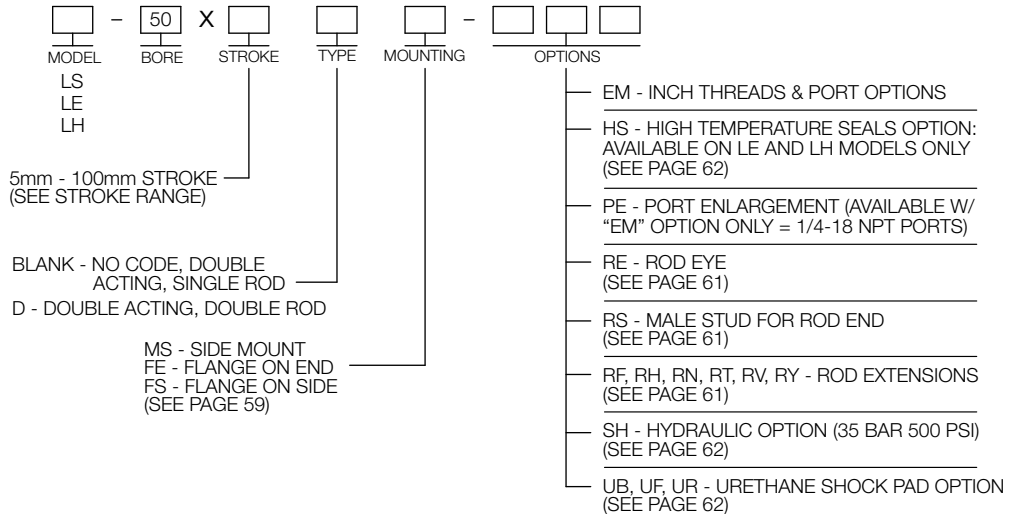 – 50 X –
MODEL BORE STROKE TYPE MOUNTING OPTIONS
LS
LE
LH
5mm - 100mm STROKE
(SEE STROKE RANGE)
BLANK - NO CODE, DOUBLE
ACTING, SINGLE ROD
D - DOUBLE ACTING, DOUBLE ROD
MS - SIDE MOUNT
FE - FLANGE ON END
FS - FLANGE ON SIDE
(SEE PAGE 59)
EM - INCH THREADS & PORT OPTIONS
HS - HIGH TEMPERATURE SEALS OPTION:
AVAILABLE ON LE AND LH MODELS ONLY
(SEE PAGE 62)
PE - PORT ENLARGEMENT (AVAILABLE W/
“EM” OPTION ONLY = 1/4-18 NPT PORTS)
RE - ROD EYE
(SEE PAGE 61)
RS - MALE STUD FOR ROD END
(SEE PAGE 61)
RF, RH, RN, RT, RV, RY - ROD EXTENSIONS
(SEE PAGE 61)
SH - HYDRAULIC OPTION (35 BAR 500 PSI)
(SEE PAGE 62)
UB, UF, UR - URETHANE SHOCK PAD OPTION
(SEE PAGE 62)